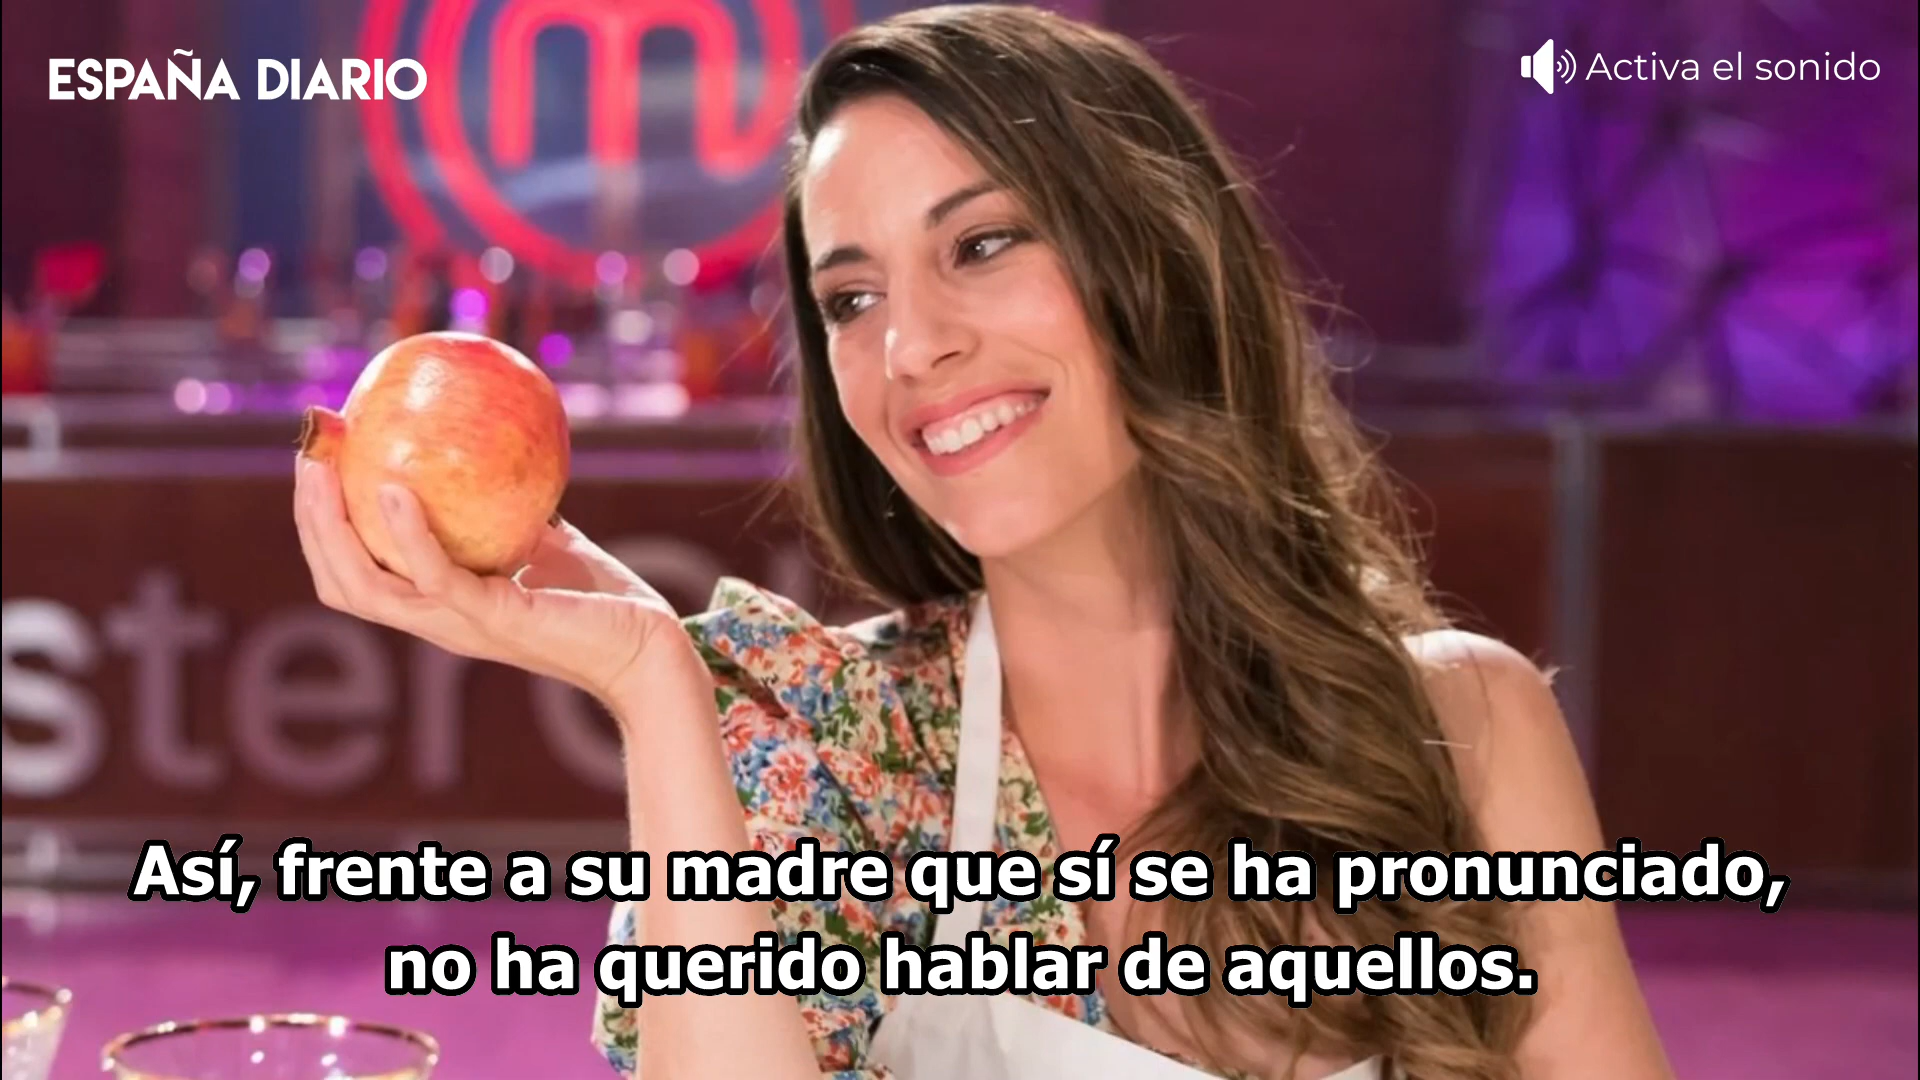 ESPAÑA DIARIO
Activa el sonido
m
sterCh
Así, frente a su madre que sí se ha pronunciado,
no ha querido hablar de aquellos.